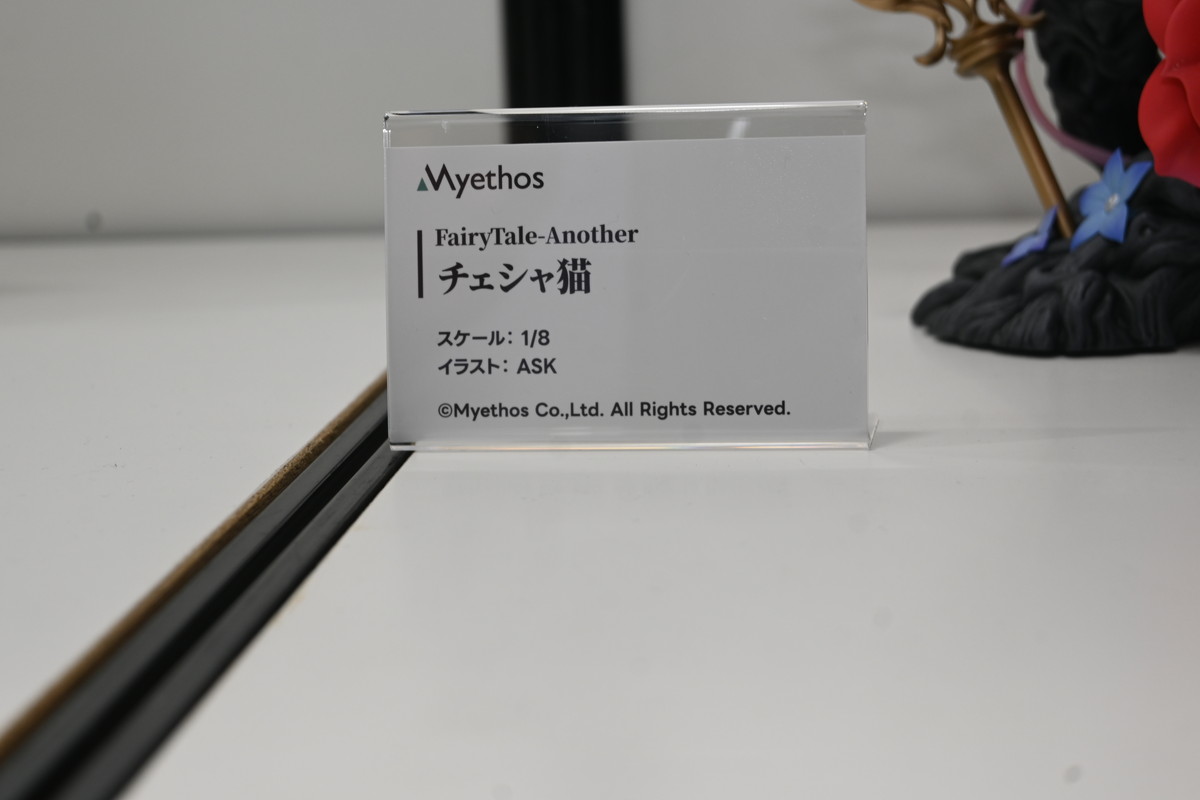 Myethos
FairyTale-Another
チェシャ猫
スケール：1/8
イラスト：ASK
©Myethos Co.,Ltd. All Rights Reserved.